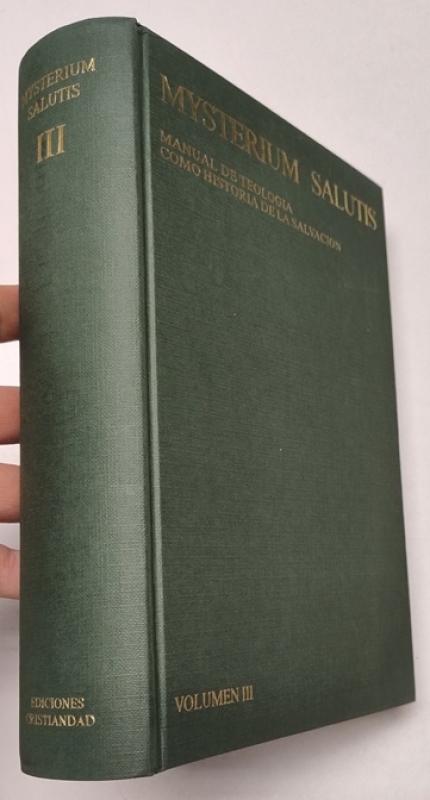 MYSTERIUM
SALUTIS
III
EDICIONES
CRISTIANDAD
MYSTERIUM SALUTIS
MANUAL DE TEOLOGIA
COMO HISTORIA DE LA SALVACION
VOLUMEN III